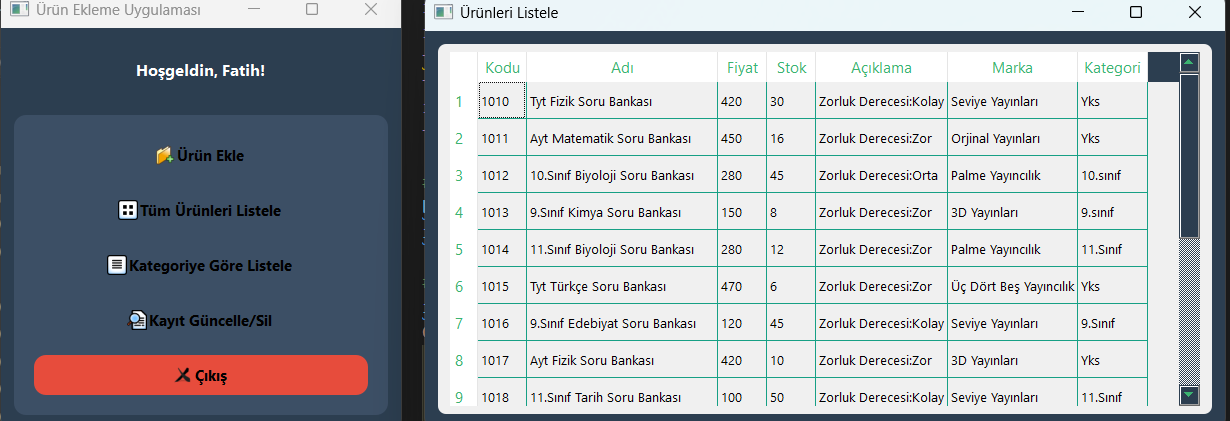 Ürün Ekleme Uygulaması
Hoşgeldin, Fatih!
Ürün Ekle
Tüm Ürünleri Listele
Kategoriye Göre Listele
Kayıt Güncelle/Sil
Çıkış
Ürünleri Listele
Kodu Adı Fiyat Stok Açıklama Marka Kategori
1 1010 Tyt Fizik Soru Bankası 420 30 Zorluk Derecesi:Kolay Seviye Yayınları Yks
2 1011 Ayt Matematik Soru Bankası 450 16 Zorluk Derecesi:Zor Orjinal Yayınları Yks
3 1012 10.Sınıf Biyoloji Soru Bankası 280 45 Zorluk Derecesi:Orta Palme Yayıncılık 10.sınıf
4 1013 9.Sınıf Kimya Soru Bankası 150 8 Zorluk Derecesi:Zor 3D Yayınları 9.sınıf
5 1014 11.Sınıf Biyoloji Soru Bankası 280 12 Zorluk Derecesi:Zor Palme Yayıncılık 11.Sınıf
6 1015 Tyt Türkçe Soru Bankası 470 6 Zorluk Derecesi:Zor Üç Dört Beş Yayıncılık Yks
7 1016 9.Sınıf Edebiyat Soru Bankası 120 45 Zorluk Derecesi:Kolay Seviye Yayınları 9.Sınıf
8 1017 Ayt Fizik Soru Bankası 420 10 Zorluk Derecesi:Zor 3D Yayınları Yks
9 1018 11.Sınıf Tarih Soru Bankası 100 50 Zorluk Derecesi:Kolay Seviye Yayınları 11.Sınıf